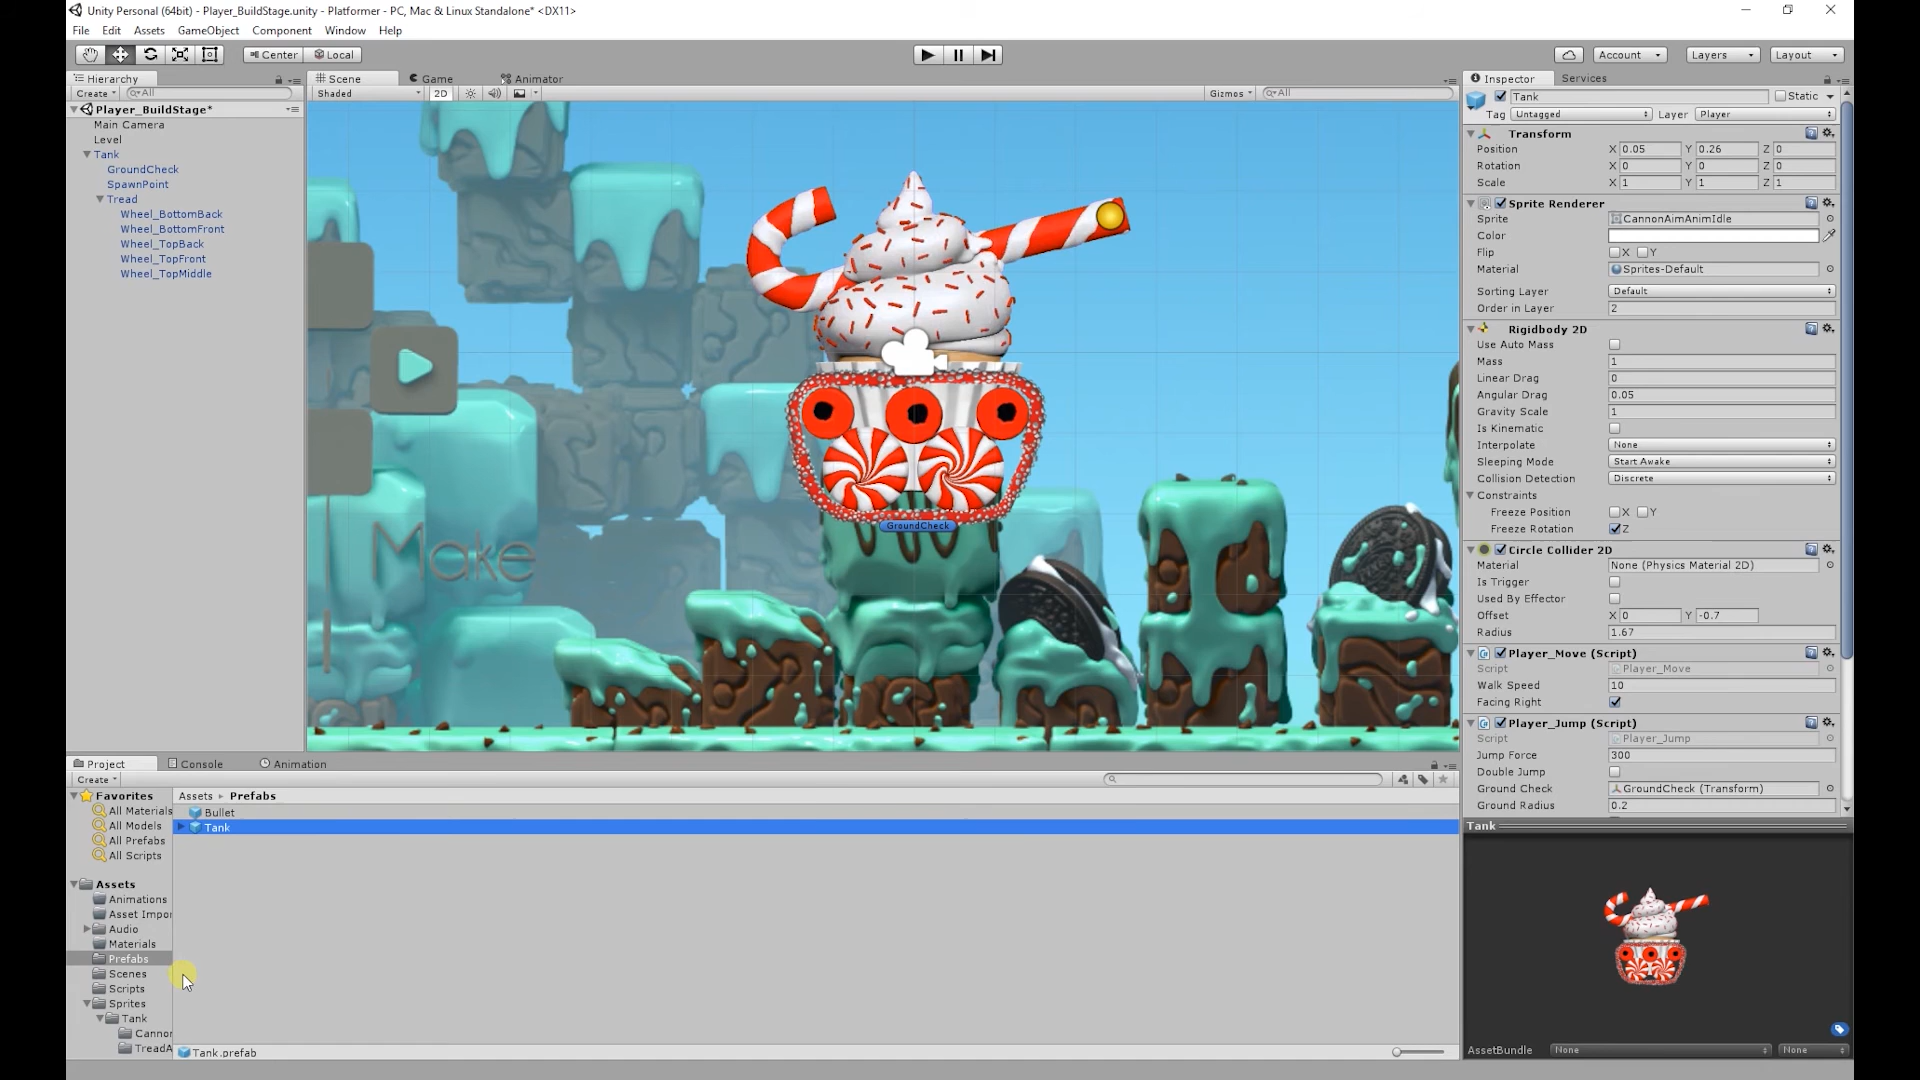 Unity Personal (64bit) - Player_BuildStage.unity - Platformer - PC, Mac & Linux Standalone* <DX11>
File Edit Assets GameObject Component Window Help
Center Local
Account Layers Layout
Hierarchy
Create All
Player_BuildStage*
Main Camera
Level
Tank
GroundCheck
SpawnPoint
Tread
Wheel_BottomBack
Wheel_BottomFront
Wheel_TopBack
Wheel_TopFront
Wheel_TopMiddle
Scene Game Animator
Shaded 2D Gizmos All
Make
GroundCheck
Inspector Services
Tank Static
Tag Untagged Layer Player
Transform
Position X 0.05 Y 0.26 Z 0
Rotation X 0 Y 0 Z 0
Scale X 1 Y 1 Z 1
Sprite Renderer
Sprite CannonAimAnimIdle
Color
Flip X Y
Material Sprites-Default
Sorting Layer Default
Order in Layer 2
Rigidbody 2D
Use Auto Mass
Mass 1
Linear Drag 0
Angular Drag 0.05
Gravity Scale 1
Is Kinematic
Interpolate None
Sleeping Mode Start Awake
Collision Detection Discrete
Constraints
Freeze Position X Y
Freeze Rotation Z
Circle Collider 2D
Material None (Physics Material 2D)
Is Trigger
Used By Effector
Offset X 0 Y -0.7
Radius 1.67
Player_Move (Script)
Script Player_Move
Walk Speed 10
Facing Right
Player_Jump (Script)
Script Player_Jump
Jump Force 300
Double Jump
Ground Check GroundCheck (Transform)
Ground Radius 0.2
Tank
AssetBundle None None
Project Console Animation
Create
Favorites
All Materials
All Models
All Prefabs
All Scripts
Assets
Animations
Asset Impor
Audio
Materials
Prefabs
Scenes
Scripts
Sprites
Tank
Cannon
TreadA
Assets Prefabs
Bullet
Tank
Tank.prefab